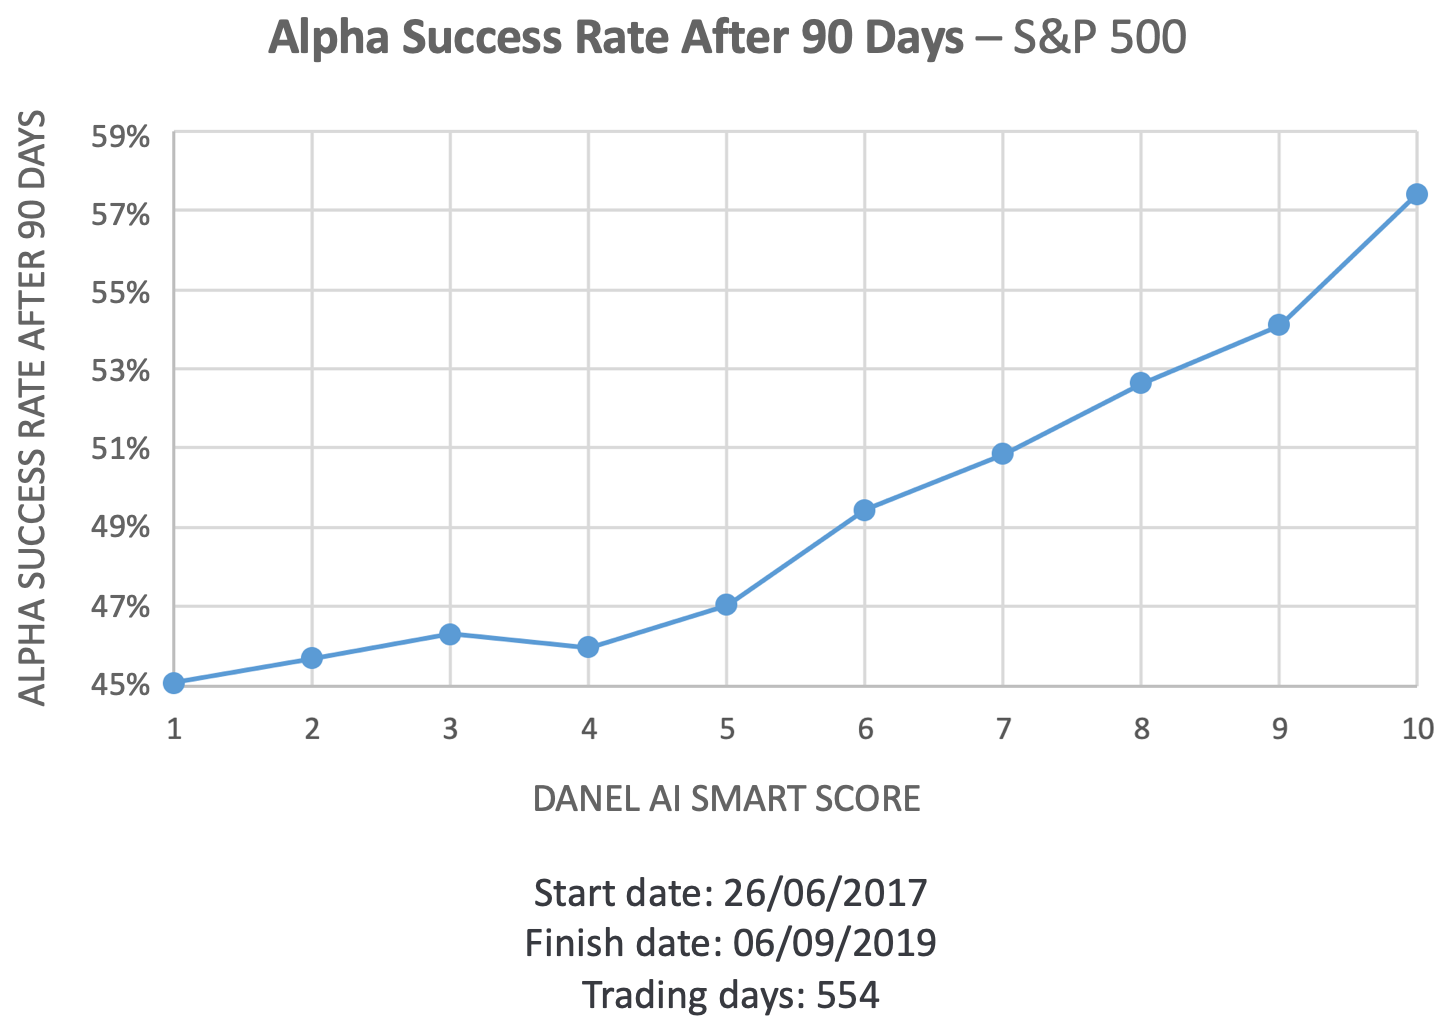 Alpha Success Rate After 90 Days – S&P 500
ALPHA SUCCESS RATE AFTER 90 DAYS
59%
57%
55%
53%
51%
49%
47%
45%
1 2 3 4 5 6 7 8 9 10
DANEL AI SMART SCORE
Start date: 26/06/2017
Finish date: 06/09/2019
Trading days: 554